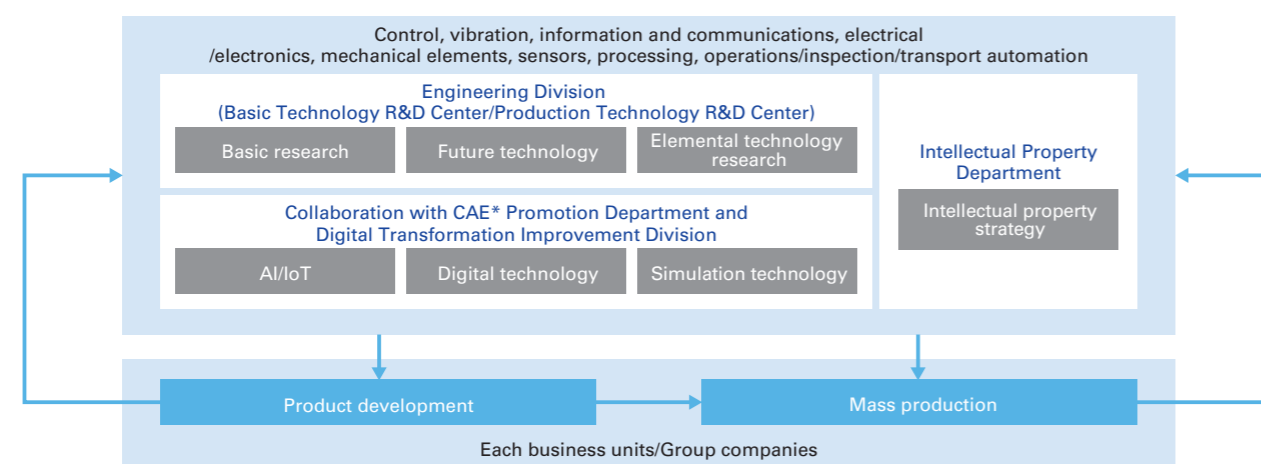 Control, vibration, information and communications, electrical
/electronics, mechanical elements, sensors, processing, operations/inspection/transport automation
Engineering Division
(Basic Technology R&D Center/Production Technology R&D Center)
Basic research
Future technology
Elemental technology
research
Collaboration with CAE* Promotion Department and
Digital Transformation Improvement Division
AI/IoT
Digital technology
Simulation technology
Intellectual Property
Department
Intellectual property
strategy
Product development
Mass production
Each business units/Group companies